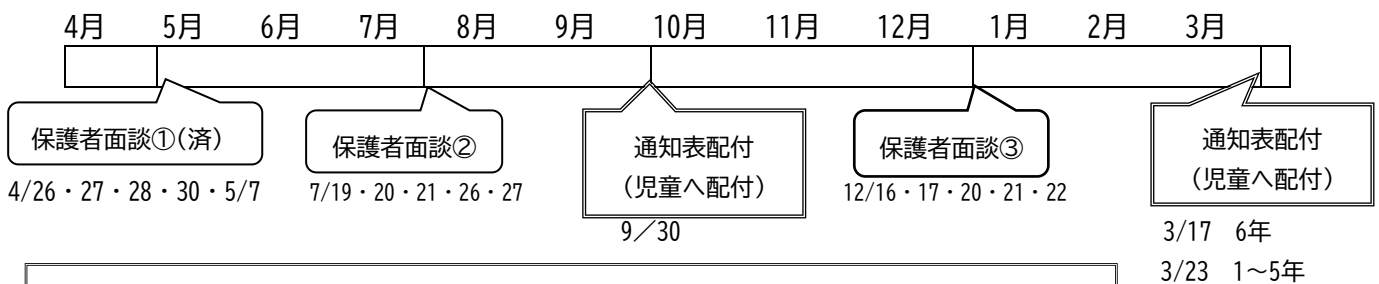 4月 5月 6月 7月 8月 9月 10月 11月 12月 1月 2月 3月
保護者面談①(済)
4/26・27・28・30・5/7
保護者面談②
7/19・20・21・26・27
通知表配付
(児童へ配付)
9/30
保護者面談③
12/16・17・20・21・22
通知表配付
(児童へ配付)
3/17 6年
3/23 1~5年